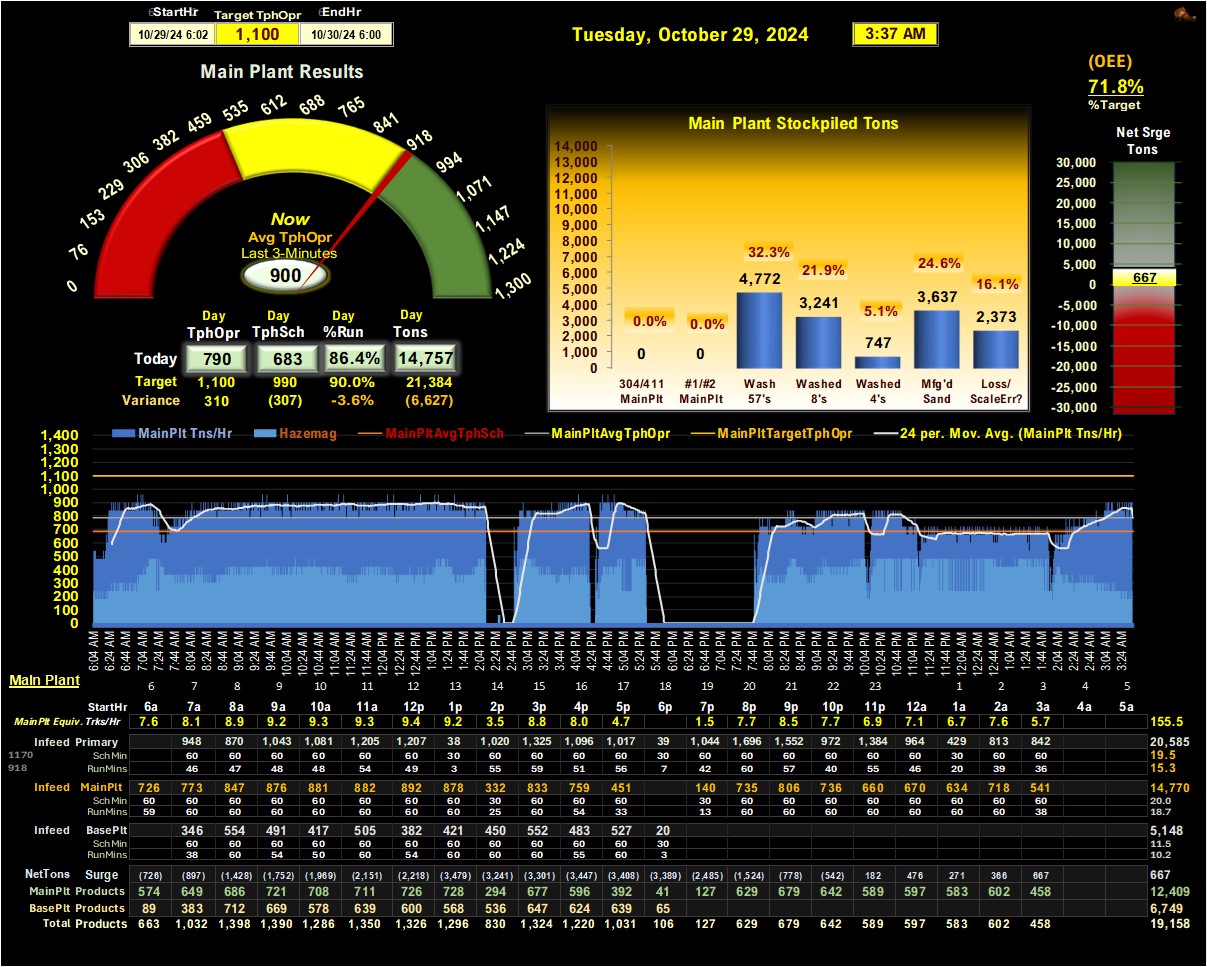 StartHr Target TphOpr EndHr
10/29/24 6:02 1,100 10/30/24 6:00
Tuesday, October 29, 2024 3:37 AM
(OEE)
71.8%
%Target
Main Plant Results
0 76 153 229 306 382 459 535 612 688 765 841 918 994 1,071 1,147 1,224 1,300
Now
Avg TphOpr
Last 3-Minutes
900
Day Day Day Day
TphOpr TphSch %Run Tons
Today 790 683 86.4% 14,757
Target 1,100 990 90.0% 21,384
Variance 310 (307) -3.6% (6,627)
Main Plant Stockpiled Tons
14,000
13,000
12,000
11,000
10,000
9,000
8,000
7,000
6,000
5,000
4,000
3,000
2,000
1,000
0
0.0% 0.0% 32.3% 21.9% 5.1% 24.6% 16.1%
0 0 4,772 3,241 747 3,637 2,373
304/411 #1/#2 Wash Washed Washed Mfg'd Loss/
MainPlt MainPlt 57's 8's 4's Sand ScaleErr?
Net Srge
Tons
30,000
25,000
20,000
15,000
10,000
5,000
0
-5,000
-10,000
-15,000
-20,000
-25,000
-30,000
667
MainPlt Tns/Hr Hazemag MainPltAvgTphSch MainPltAvgTphOpr MainPltTargetTphOpr 24 per. Mov. Avg. (MainPlt Tns/Hr)
1,400
1,300
1,200
1,100
1,000
900
800
700
600
500
400
300
200
100
0
6:04 AM 6:24 AM 6:44 AM 7:04 AM 7:24 AM 7:44 AM 8:04 AM 8:24 AM 8:44 AM 9:04 AM 9:24 AM 9:44 AM 10:04 AM 10:24 AM 10:44 AM 11:04 AM 11:24 AM 11:44 AM 12:04 PM 12:24 PM 12:44 PM 1:04 PM 1:24 PM 1:44 PM 2:04 PM 2:24 PM 2:44 PM 3:04 PM 3:24 PM 3:44 PM 4:04 PM 4:24 PM 4:44 PM 5:04 PM 5:24 PM 5:44 PM 6:04 PM 6:24 PM 6:44 PM 7:04 PM 7:24 PM 7:44 PM 8:04 PM 8:24 PM 8:44 PM 9:04 PM 9:24 PM 9:44 PM 10:04 PM 10:24 PM 10:44 PM 11:04 PM 11:24 PM 11:44 PM 12:04 AM 12:24 AM 12:44 AM 1:04 AM 1:24 AM 1:44 AM 2:04 AM 2:24 AM 2:44 AM 3:04 AM 3:24 AM
Main Plant 6 7 8 9 10 11 12 13 14 15 16 17 18 19 20 21 22 23 1 2 3 4 5
StartHr 6a 7a 8a 9a 10a 11a 12p 1p 2p 3p 4p 5p 6p 7p 8p 9p 10p 11p 12a 1a 2a 3a 4a 5a
MainPlt Equiv. Trks/Hr 7.6 8.1 8.9 9.2 9.3 9.3 9.4 9.2 3.5 8.8 8.0 4.7 1.5 7.7 8.5 7.7 6.9 7.1 6.7 7.6 5.7 155.5
Infeed Primary 948 870 1,043 1,081 1,205 1,207 38 1,020 1,325 1,096 1,017 39 1,044 1,696 1,552 972 1,384 964 429 813 842 20,585
1170 Sch Min 60 60 60 60 60 60 30 60 60 60 60 30 60 60 60 60 60 60 30 60 60 19.5
918 RunMins 46 47 48 48 54 49 3 55 59 51 56 7 42 60 57 40 55 46 20 39 36 15.3
Infeed MainPlt 726 773 847 876 881 882 892 878 332 833 759 451 140 735 806 736 660 670 634 718 541 14,770
Sch Min 60 60 60 60 60 60 60 60 30 60 60 60 30 60 60 60 60 60 60 60 60 20.0
RunMins 59 60 60 60 60 60 60 60 25 60 54 33 13 60 60 60 60 60 60 60 38 18.7
Infeed BasePlt 346 554 491 417 505 382 421 450 552 483 527 20 5,148
Sch Min 60 60 60 60 60 60 60 60 60 60 60 30 11.5
RunMins 38 60 54 50 54 60 54 60 60 55 60 3 10.2
NetTons Surge (726) (897) (1,428) (1,752) (1,969) (2,151) (2,218) (3,479) (3,241) (3,301) (3,447) (3,408) (3,389) (2,485) (1,524) (778) (542) 182 476 271 366 667 667
MainPlt Products 574 649 686 721 708 711 726 728 294 677 596 392 41 127 629 679 642 589 597 583 602 458 12,409
BasePlt Products 89 383 712 669 578 639 600 568 536 647 624 639 65 6,749
Total Products 663 1,032 1,398 1,390 1,286 1,350 1,326 1,296 830 1,324 1,220 1,031 106 127 629 679 642 589 597 583 602 458 19,158